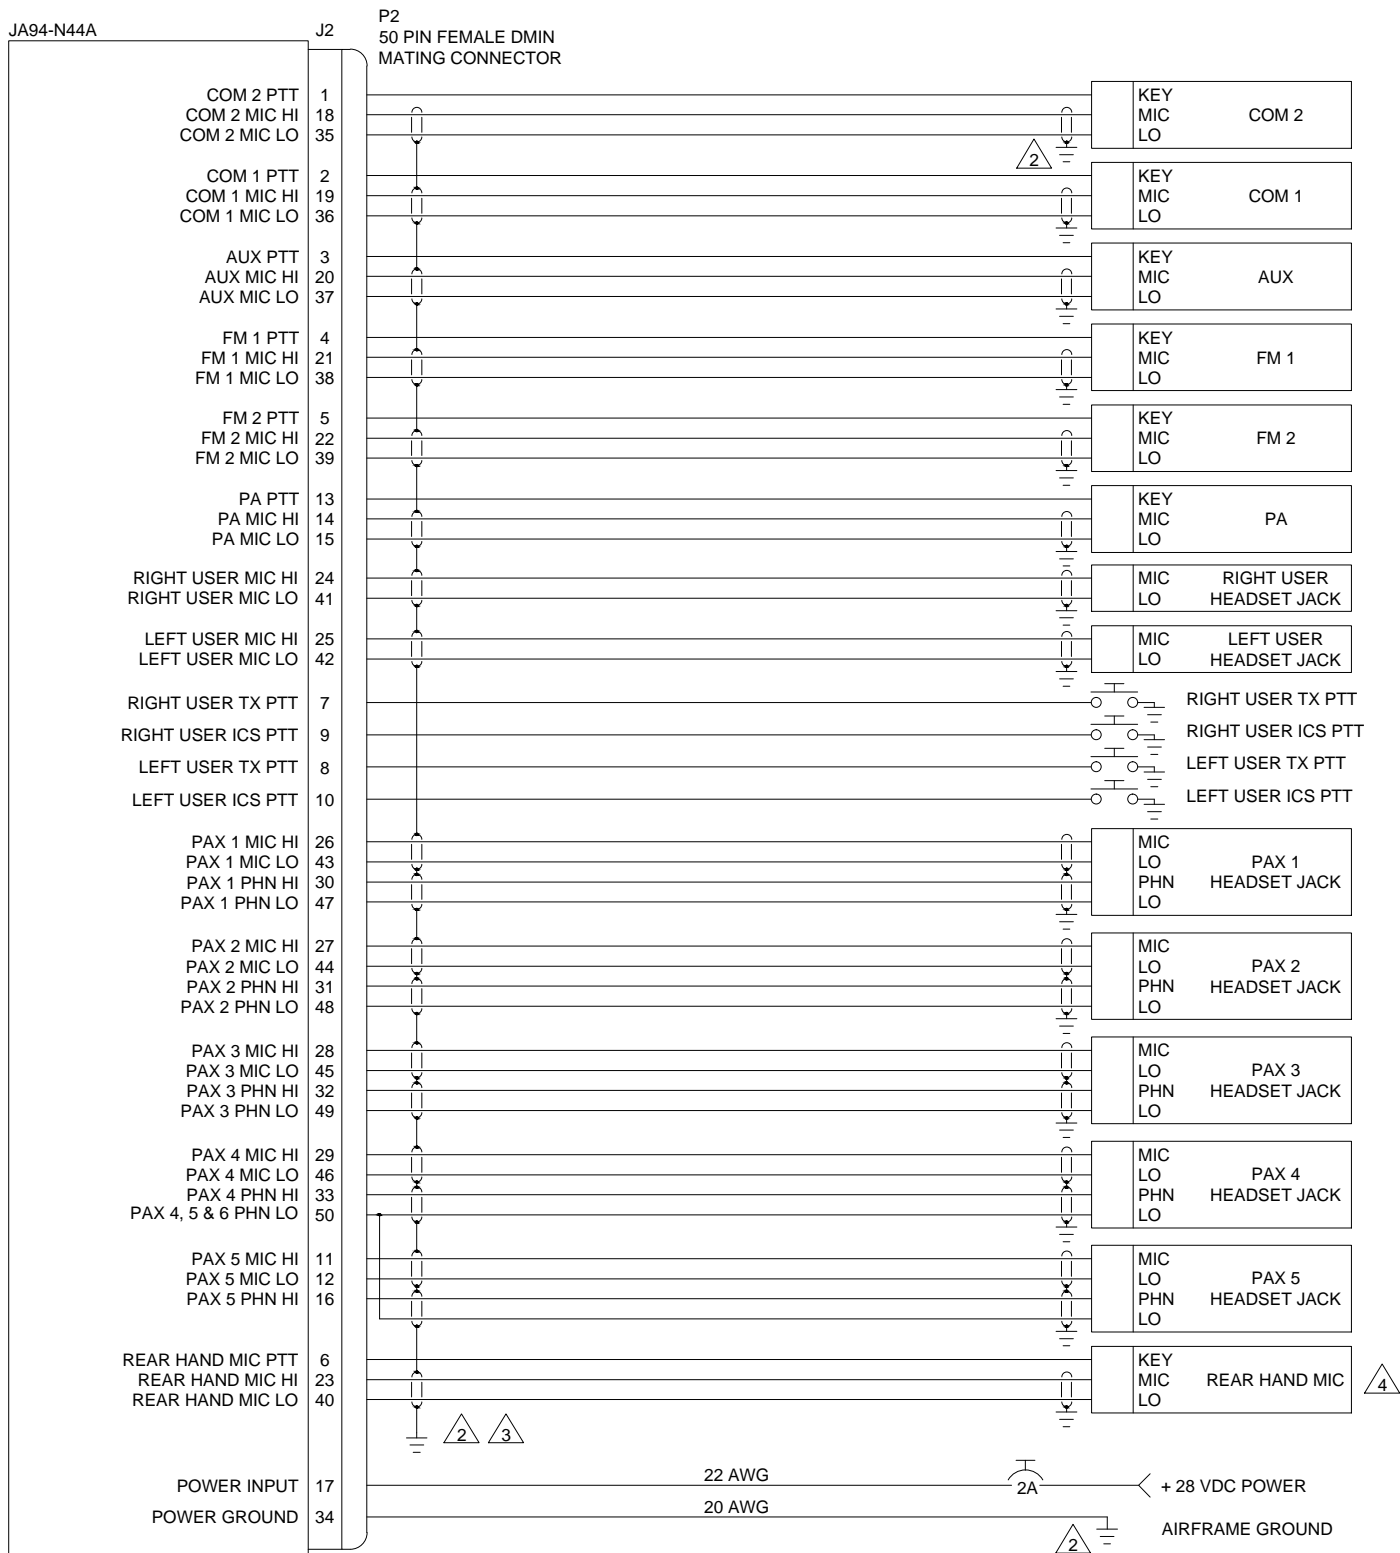 JA94-N44A J2 P2
50 PIN FEMALE DMIN
MATING CONNECTOR
COM 2 PTT 1 KEY
COM 2 MIC HI 18 MIC COM 2
COM 2 MIC LO 35 LO
2
COM 1 PTT 2 KEY
COM 1 MIC HI 19 MIC COM 1
COM 1 MIC LO 36 LO
AUX PTT 3 KEY
AUX MIC HI 20 MIC AUX
AUX MIC LO 37 LO
FM 1 PTT 4 KEY
FM 1 MIC HI 21 MIC FM 1
FM 1 MIC LO 38 LO
FM 2 PTT 5 KEY
FM 2 MIC HI 22 MIC FM 2
FM 2 MIC LO 39 LO
PA PTT 13 KEY
PA MIC HI 14 MIC PA
PA MIC LO 15 LO
RIGHT USER MIC HI 24 MIC RIGHT USER
RIGHT USER MIC LO 41 LO HEADSET JACK
LEFT USER MIC HI 25 MIC LEFT USER
LEFT USER MIC LO 42 LO HEADSET JACK
RIGHT USER TX PTT 7 RIGHT USER TX PTT
RIGHT USER ICS PTT 9 RIGHT USER ICS PTT
LEFT USER TX PTT 8 LEFT USER TX PTT
LEFT USER ICS PTT 10 LEFT USER ICS PTT
PAX 1 MIC HI 26 MIC
PAX 1 MIC LO 43 LO PAX 1
PAX 1 PHN HI 30 PHN HEADSET JACK
PAX 1 PHN LO 47 LO
PAX 2 MIC HI 27 MIC
PAX 2 MIC LO 44 LO PAX 2
PAX 2 PHN HI 31 PHN HEADSET JACK
PAX 2 PHN LO 48 LO
PAX 3 MIC HI 28 MIC
PAX 3 MIC LO 45 LO PAX 3
PAX 3 PHN HI 32 PHN HEADSET JACK
PAX 3 PHN LO 49 LO
PAX 4 MIC HI 29 MIC
PAX 4 MIC LO 46 LO PAX 4
PAX 4 PHN HI 33 PHN HEADSET JACK
PAX 4, 5 & 6 PHN LO 50 LO
PAX 5 MIC HI 11 MIC
PAX 5 MIC LO 12 LO PAX 5
PAX 5 PHN HI 16 PHN HEADSET JACK
LO
REAR HAND MIC PTT 6 KEY
REAR HAND MIC HI 23 MIC REAR HAND MIC 4
REAR HAND MIC LO 40 LO
2 3
22 AWG
POWER INPUT 17 2A + 28 VDC POWER
20 AWG
POWER GROUND 34 2 AIRFRAME GROUND